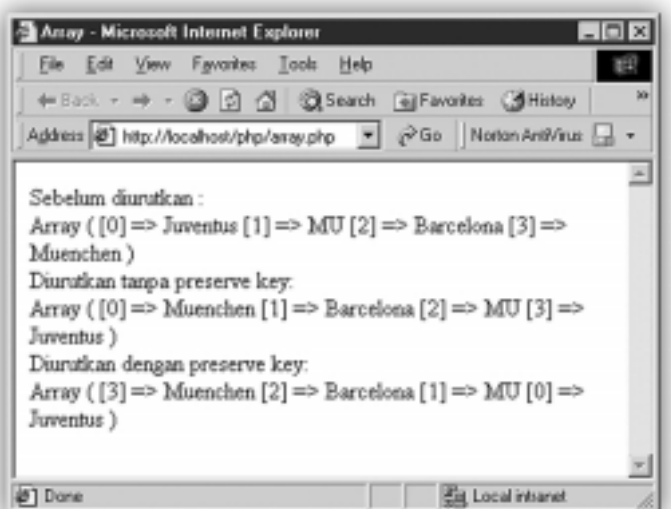 Array - Microsoft Internet Explorer
File Edit View Favorites Tools Help
Back Search Favorites History »
Address http://localhost/php/array.php Go Norton AntiVirus
Sebelum diurutkan :
Array ( [0] => Juventus [1] => MU [2] => Barcelona [3] =>
Muenchen )
Diurutkan tanpa preserve key:
Array ( [0] => Muenchen [1] => Barcelona [2] => MU [3] =>
Juventus )
Diurutkan dengan preserve key:
Array ( [3] => Muenchen [2] => Barcelona [1] => MU [0] =>
Juventus )
Done Local intranet